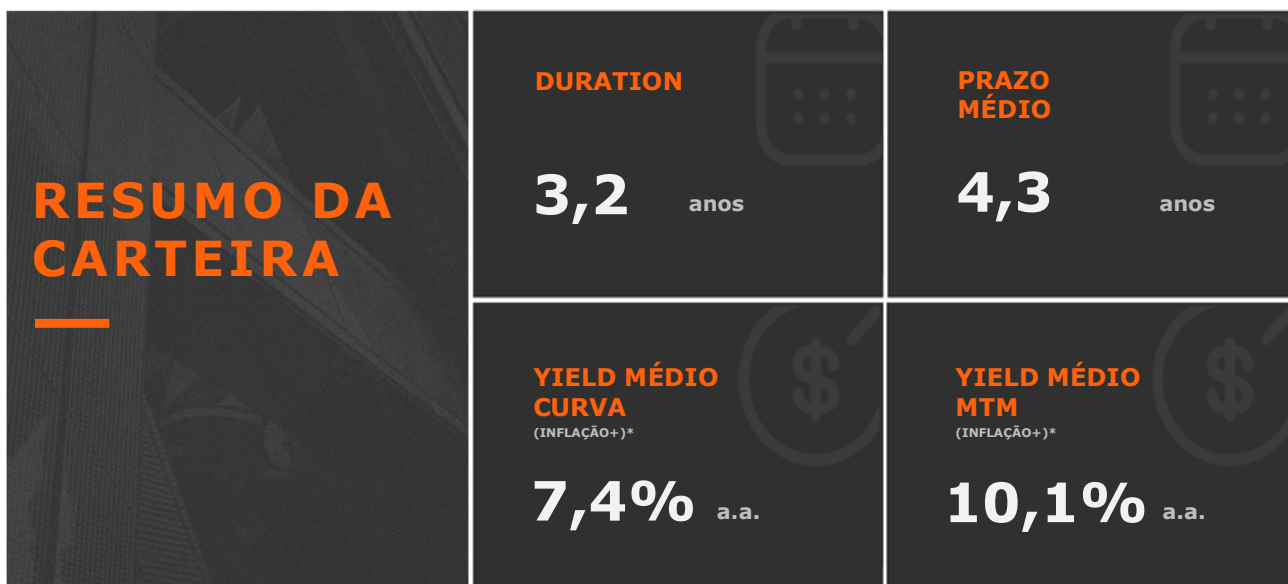 RESUMO DA
CARTEIRA
DURATION
3,2 anos
PRAZO
MÉDIO
4,3 anos
YIELD MÉDIO
CURVA
(INFLAÇÃO+)*
7,4% a.a.
YIELD MÉDIO
MTM
(INFLAÇÃO+)*
10,1% a.a.